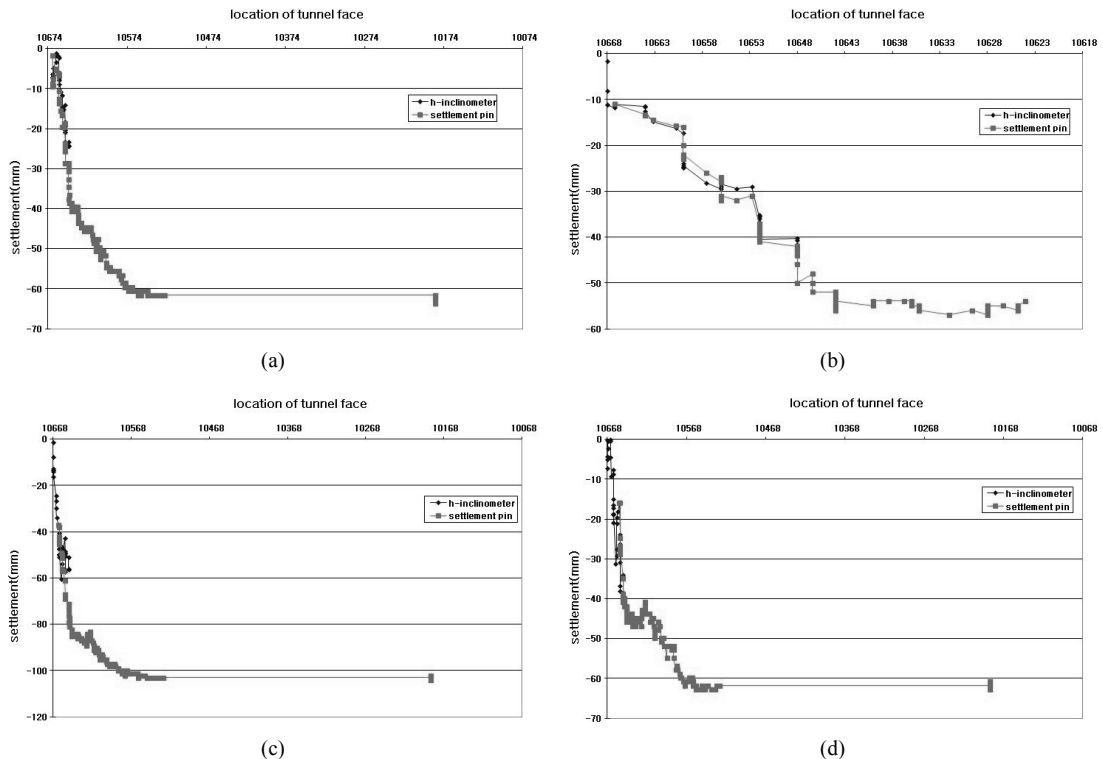 location of tunnel face
10674 10574 10474 10374 10274 10174 10074
0
-10
-20
-30
-40
-50
-60
-70
settlement(mm)
h-inclinometer
settlement pin
(a)
location of tunnel face
10668 10663 10658 10653 10648 10643 10638 10633 10628 10623 10618
0
-10
-20
-30
-40
-50
-60
settlement(mm)
h-inclinometer
settlement pin
(b)
location of tunnel face
10668 10568 10468 10368 10268 10168 10068
0
-20
-40
-60
-80
-100
-120
settlement(mm)
h-inclinometer
settlement pin
(c)
location of tunnel face
10668 10568 10468 10368 10268 10168 10068
0
-10
-20
-30
-40
-50
-60
-70
settlement(mm)
h-inclinometer
settlement pin
(d)